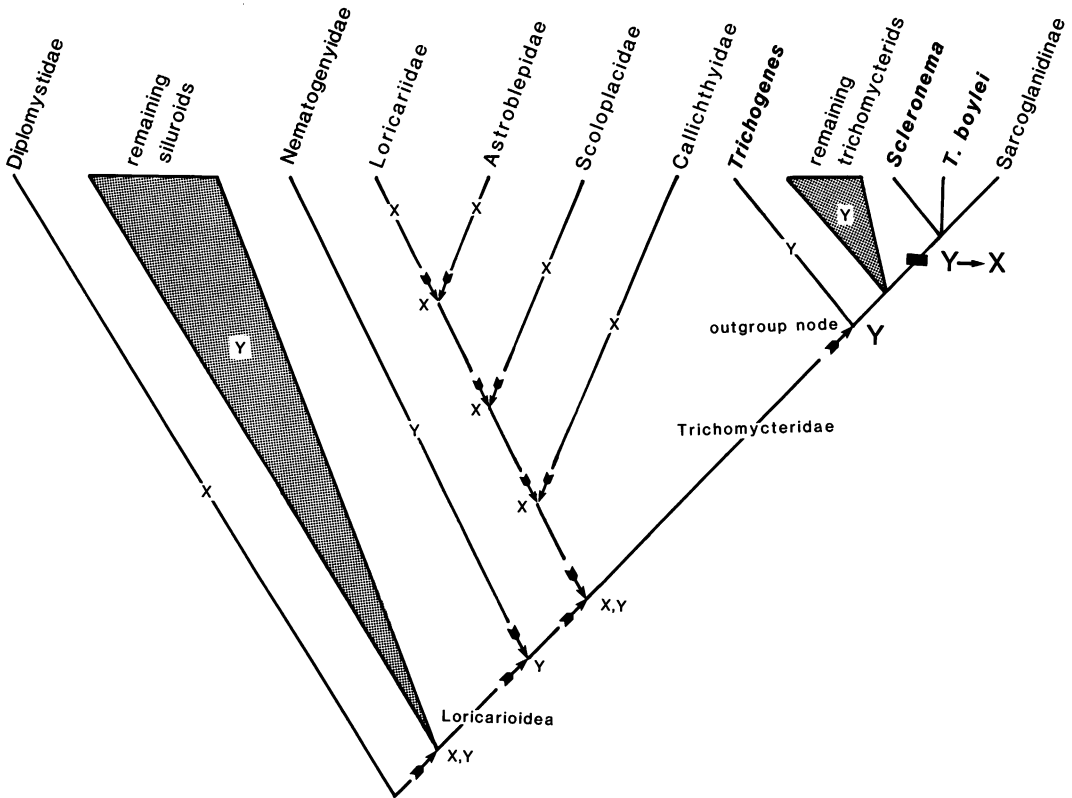 Diplomystidae
remaining
siluroids
Nematogenyidae
Loricariidae
Astroblepidae
Scoloplacidae
Callichthyidae
Trichogenes
remaining
trichomycterids
Scleronema
T. boylei
Sarcoglanidinae
X
X
Y
Y
X
Y→X
X
X
X
outgroup node
Y
Y
X
Y
Trichomycteridae
X
X
X,Y
Y
Loricarioidea
X,Y